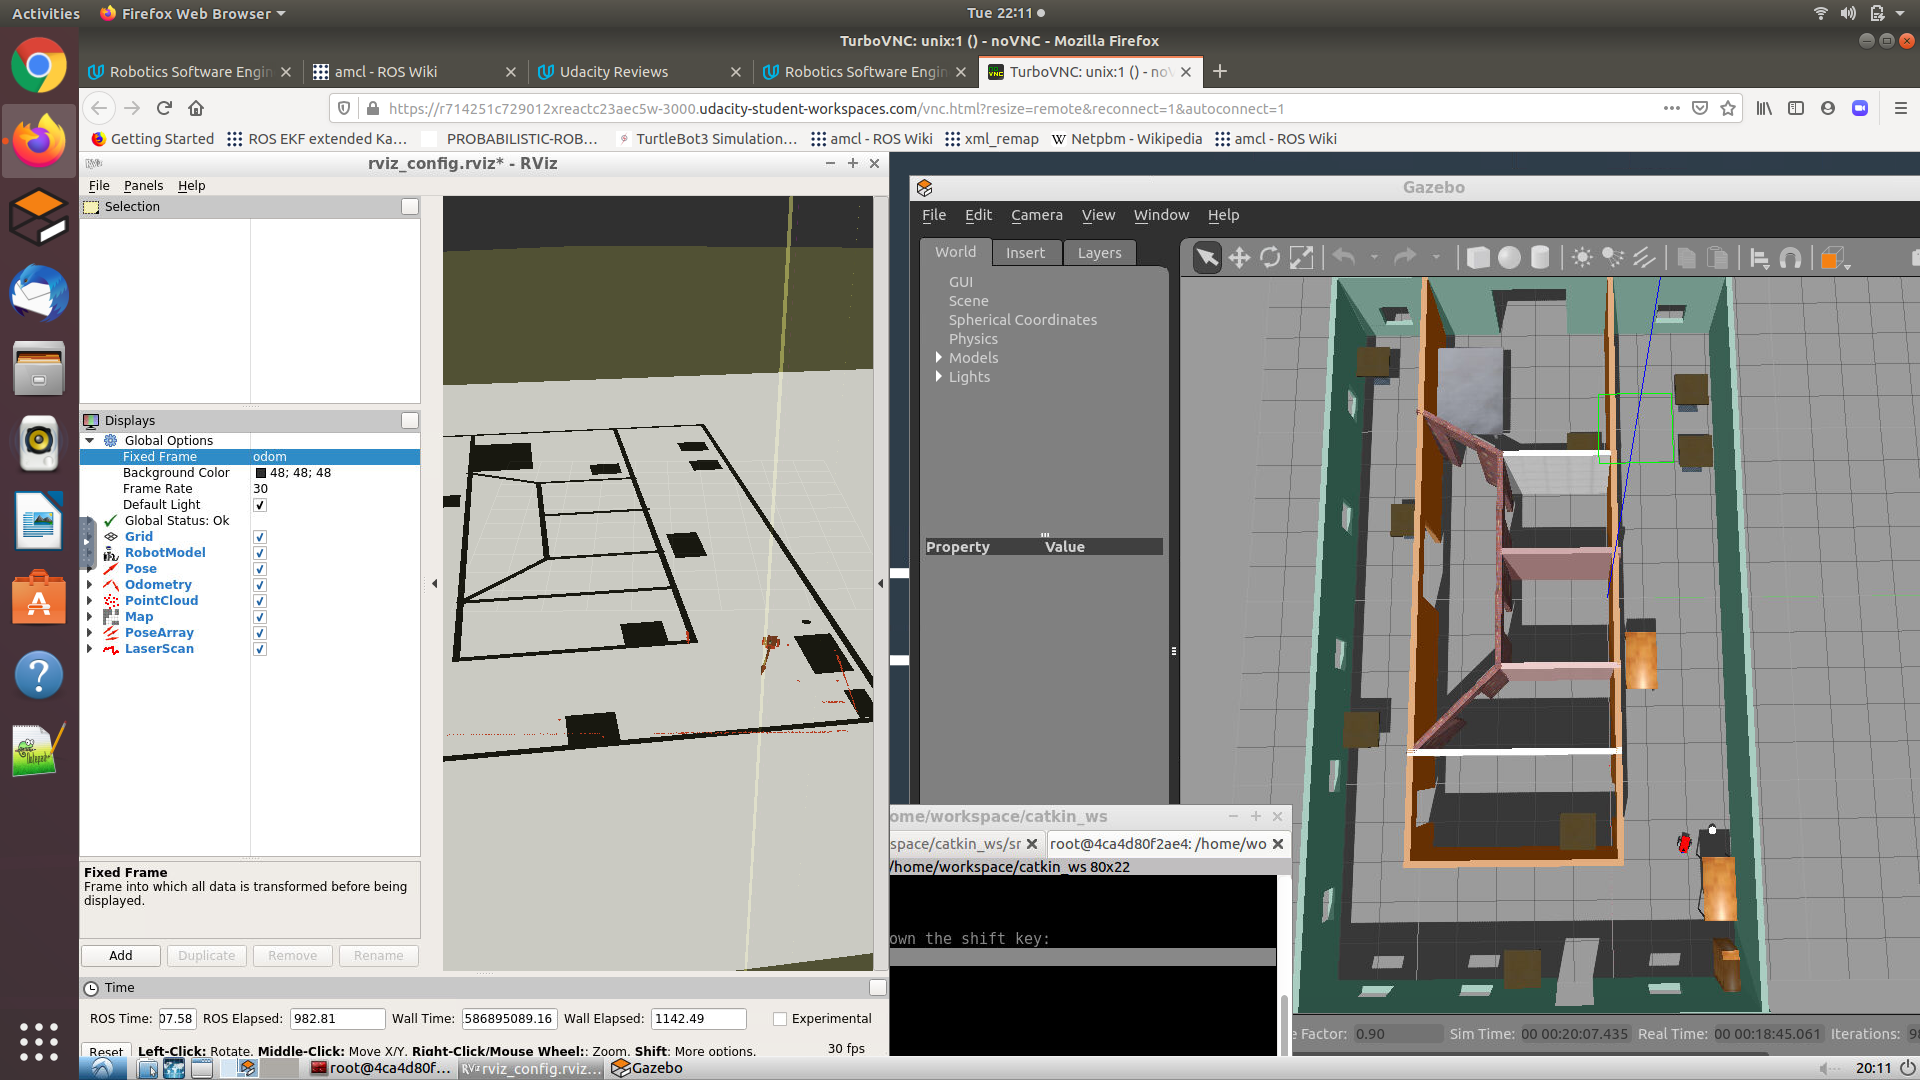 Activities
Firefox Web Browser
Tue 22:11
TurboVNC: unix:1 () - noVNC - Mozilla Firefox
Robotics Software Engin
amcl - ROS Wiki
Udacity Reviews
Robotics Software Engin
TurboVNC: unix:1 () - noV
https://r714251c729012xreactc23aec5w-3000.udacity-student-workspaces.com/vnc.html?resize=remote&reconnect=1&autoconnect=1
Getting Started
ROS EKF extended Ka...
PROBABILISTIC-ROB...
TurtleBot3 Simulation...
amcl - ROS Wiki
xml_remap
Netpbm - Wikipedia
amcl - ROS Wiki
rviz_config.rviz* - RViz
File Panels Help
Selection
Displays
Global Options
Fixed Frame odom
Background Color 48; 48; 48
Frame Rate 30
Default Light
Global Status: Ok
Grid
RobotModel
Pose
Odometry
PointCloud
Map
PoseArray
LaserScan
Fixed Frame
Frame into which all data is transformed before being
displayed.
Add Duplicate Remove Rename
Time
ROS Time: 07.58 ROS Elapsed: 982.81 Wall Time: 586895089.16 Wall Elapsed: 1142.49 Experimental
Reset Left-Click: Rotate. Middle-Click: Move X/Y. Right-Click/Mouse Wheel:: Zoom. Shift: More options. 30 fps
Gazebo
File Edit Camera View Window Help
World Insert Layers
GUI
Scene
Spherical Coordinates
Physics
Models
Lights
Property Value
ome/workspace/catkin_ws
space/catkin_ws/sr
root@4ca4d80f2ae4: /home/wo
/home/workspace/catkin_ws 80x22
own the shift key:
e Factor: 0.90 Sim Time: 00 00:20:07.435 Real Time: 00 00:18:45.061 Iterations: 98
root@4ca4d80f...
rviz_config.rviz...
Gazebo
20:11